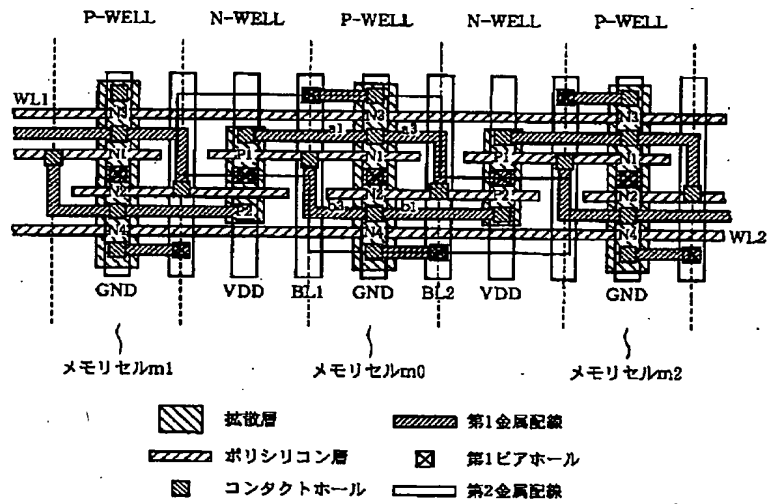 P-WELL N-WELL P-WELL N-WELL P-WELL
WL1
N3 N3 N3
a1 a3
N1 P1 N1 P1 N1
N2 P2 N2 P2 N2
b3 b1
N4 N4 N4
WL2
GND VDD BL1 GND BL2 VDD GND
メモリセルm1 メモリセルm0 メモリセルm2
拡散層 第1金属配線
ポリシリコン層 第1ビアホール
コンタクトホール 第2金属配線